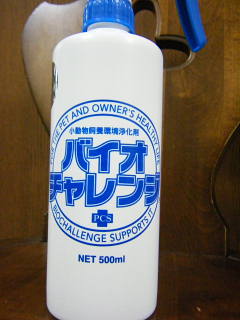 小動物飼育環境浄化剤
FOR THE PET AND OWNER'S HEALTHY LIFE
バイオ
チャレンジ
PCS
BIOCHALLENGE SUPPORTS IT
NET 500ml